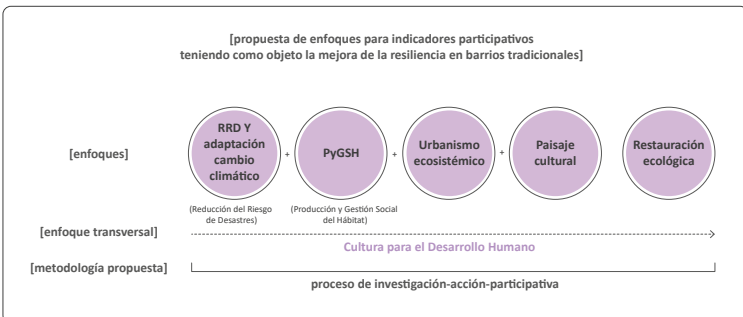 [propuesta de enfoques para indicadores participativos
teniendo como objeto la mejora de la resiliencia en barrios tradicionales]
[enfoques]
RRD Y
adaptación
cambio
climático
+
PyGSH
+
Urbanismo
ecosistémico
+
Paisaje
cultural
Restauración
ecológica
(Reducción del Riesgo
de Desastres)
(Producción y Gestión Social
del Hábitat)
[enfoque transversal]
Cultura para el Desarrollo Humano
[metodología propuesta]
proceso de investigación-acción-participativa